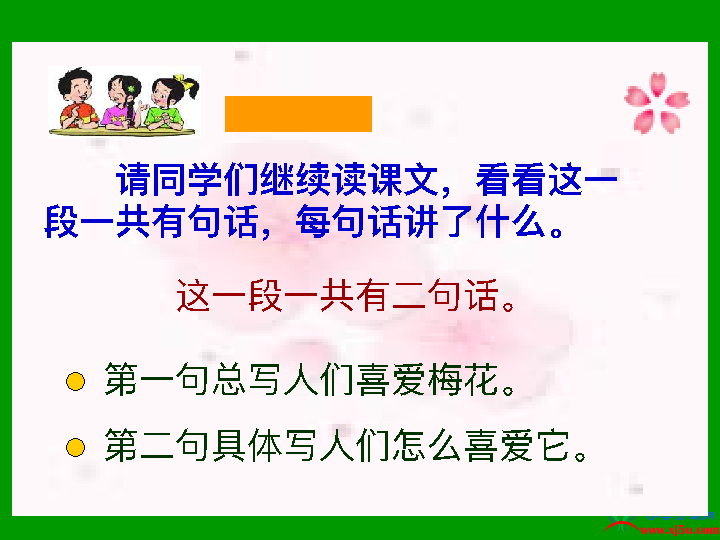 请同学们继续读课文，看看这一
段一共有句话，每句话讲了什么。
这一段一共有二句话。
第一句总写人们喜爱梅花。
第二句具体写人们怎么喜爱它。